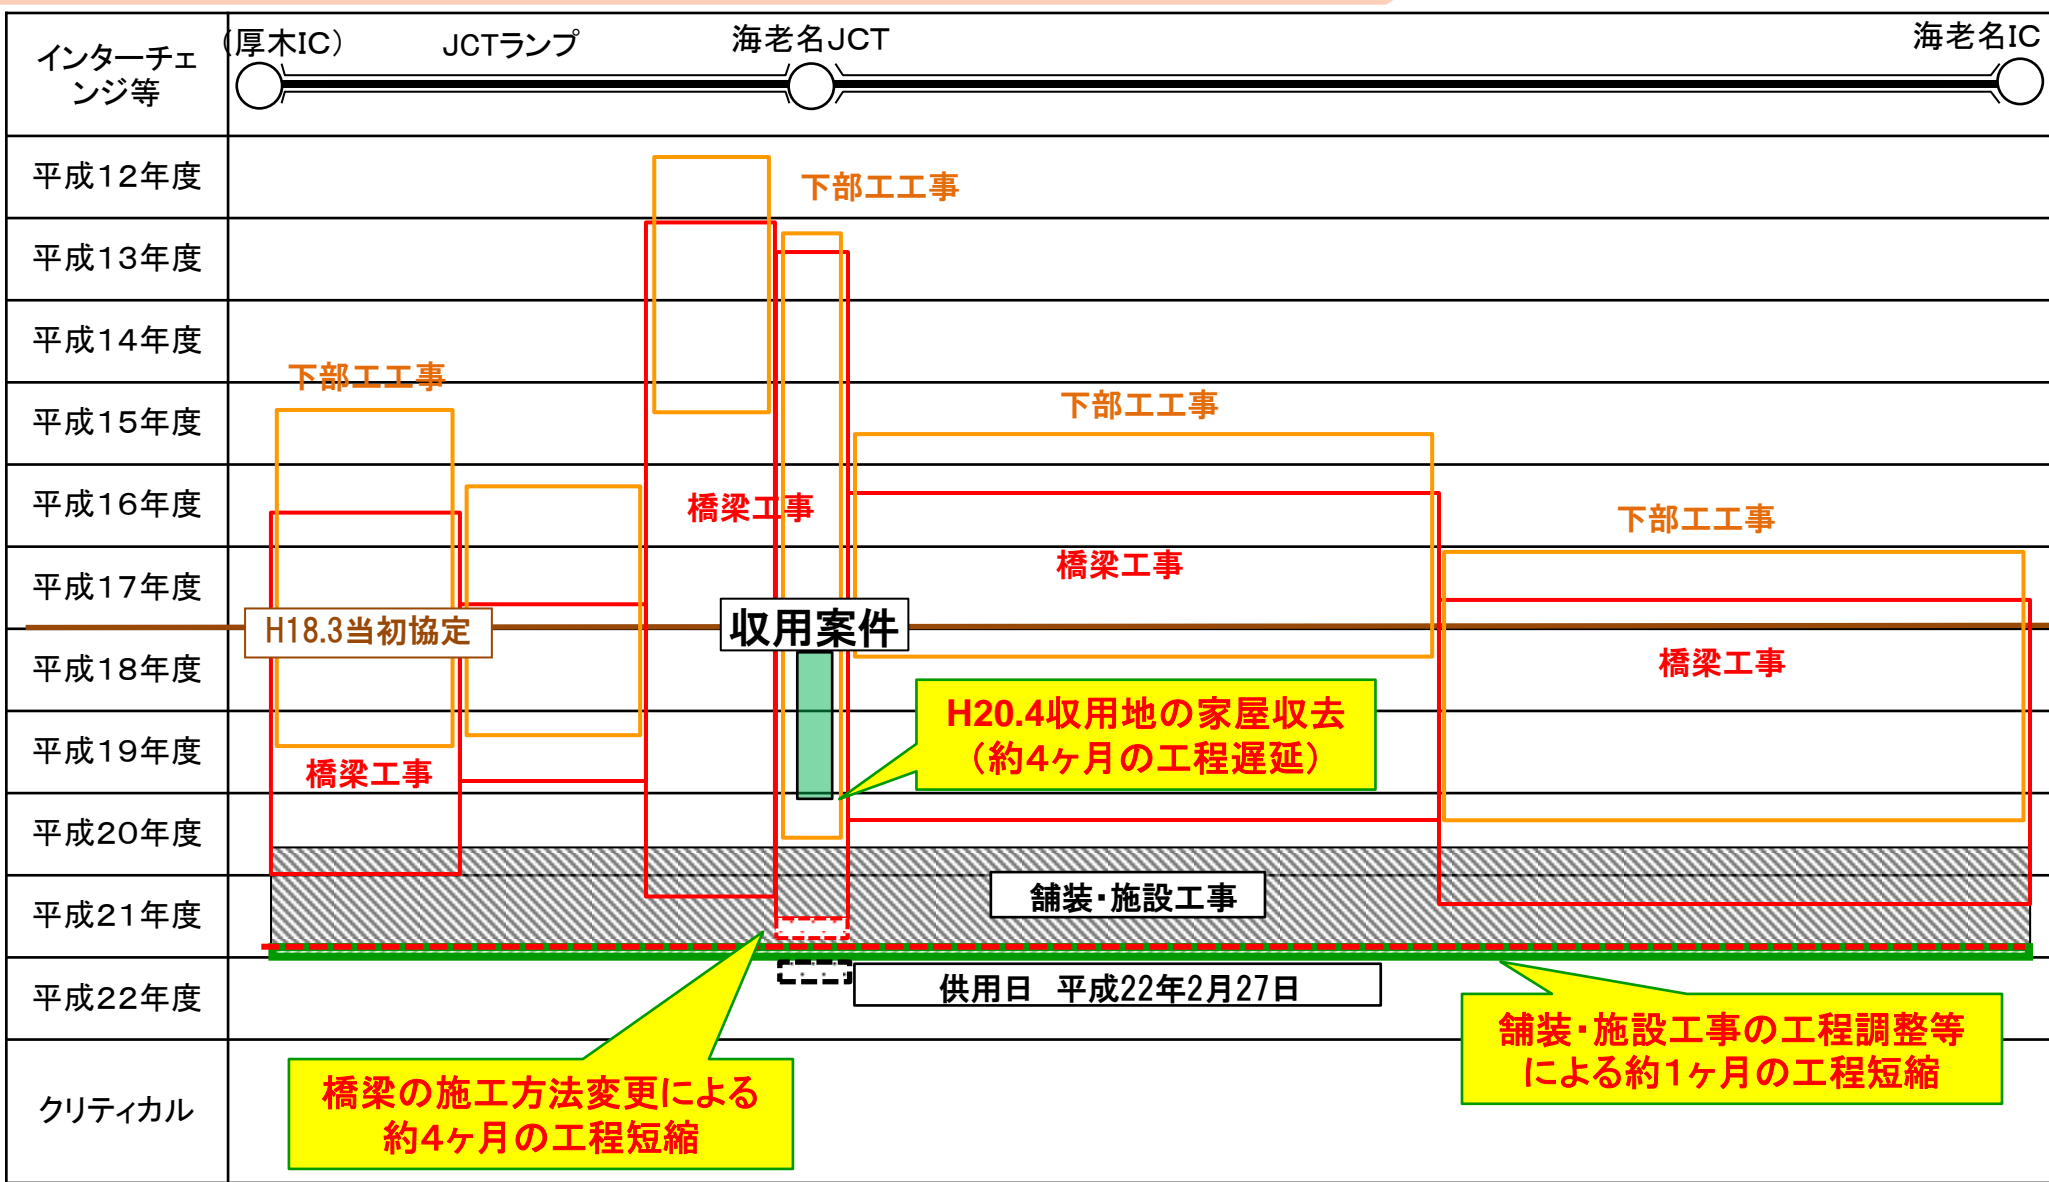 インターチェ
ンジ等
(厚木IC)
JCTランプ
海老名JCT
海老名IC
平成12年度
下部工工事
平成13年度
平成14年度
下部工工事
平成15年度
下部工工事
平成16年度
橋梁工事
下部工工事
平成17年度
橋梁工事
H18.3当初協定
収用案件
平成18年度
橋梁工事
H20.4収用地の家屋収去
（約4ヶ月の工程遅延）
平成19年度
橋梁工事
平成20年度
平成21年度
舗装・施設工事
平成22年度
供用日 平成22年2月27日
舗装・施設工事の工程調整等
による約1ヶ月の工程短縮
クリティカル
橋梁の施工方法変更による
約4ヶ月の工程短縮